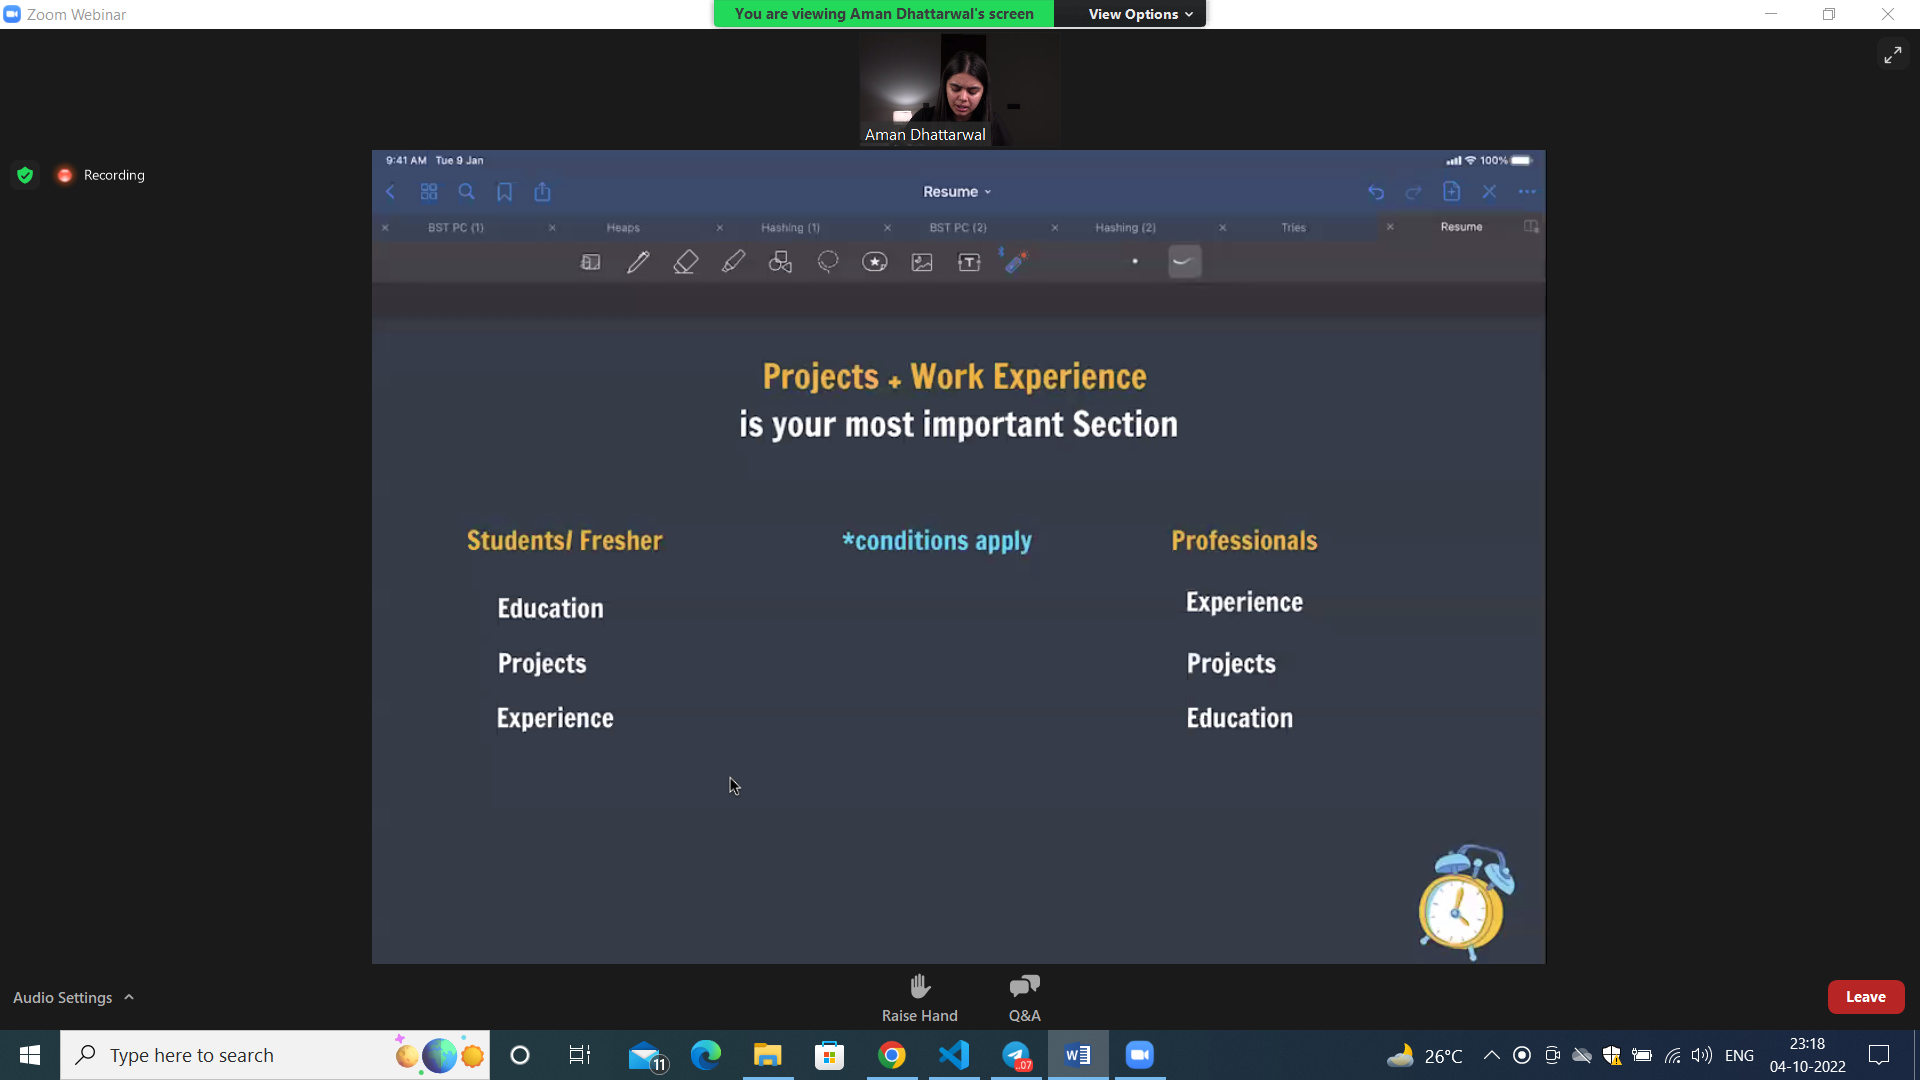 Zoom Webinar
You are viewing Aman Dhattarwal's screen
View Options
Aman Dhattarwal
Recording
9:41 AM Tue 9 Jan
100%
Resume
BST PC (1)
Heaps
Hashing (1)
BST PC (2)
Hashing (2)
Tries
Resume
T
Projects + Work Experience
is your most important Section
Students/ Fresher
*conditions apply
Professionals
Education
Experience
Projects
Projects
Experience
Education
Audio Settings
Raise Hand
Q&A
Leave
Type here to search
11
..07
W
26°C
ENG
23:18
04-10-2022